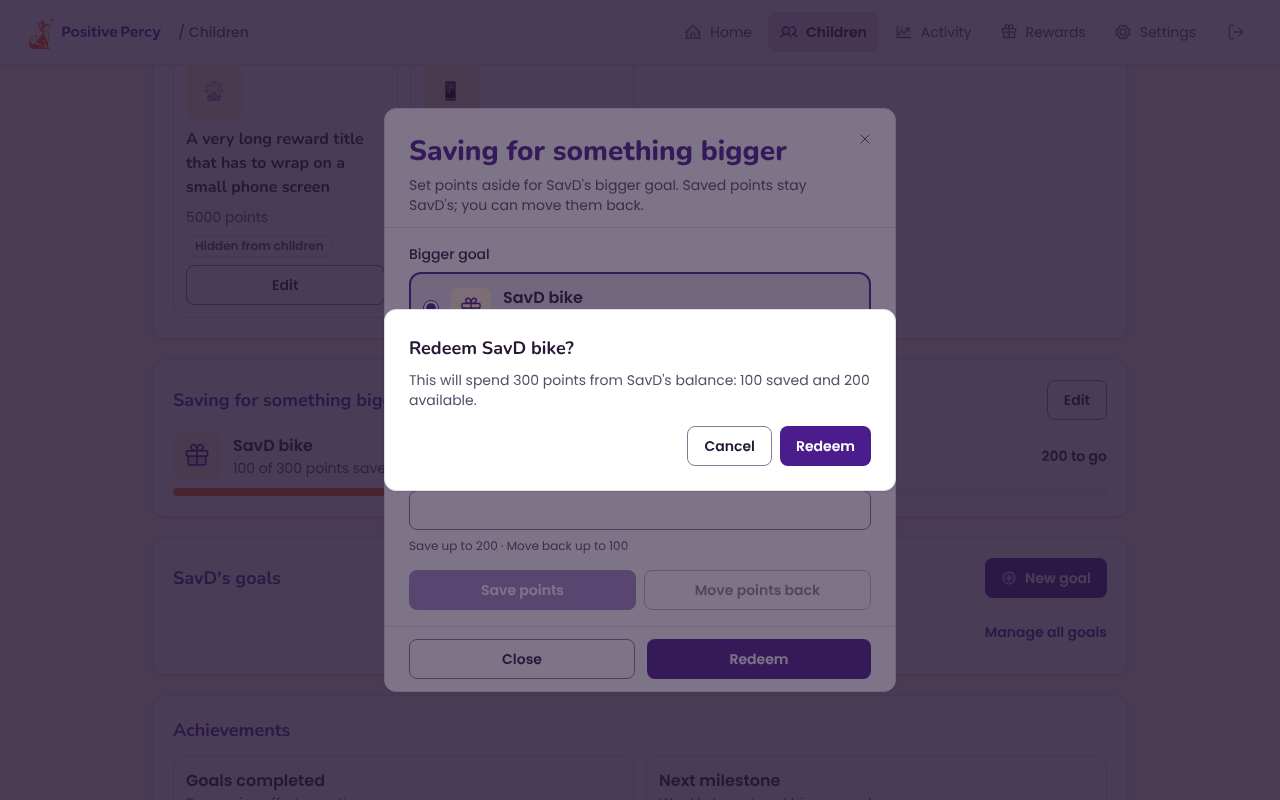 Positive Percy / Children Home Children Activity Rewards Settings
A very long reward title
that has to wrap on a
small phone screen
5000 points
Hidden from children
Edit
Saving for something bigger
Set points aside for SavD's bigger goal. Saved points stay
SavD's; you can move them back.
Bigger goal
SavD bike
Redeem SavD bike?
This will spend 300 points from SavD's balance: 100 saved and 200
available.
Cancel Redeem
Save up to 200 · Move back up to 100
Save points Move points back
Close Redeem
Saving for something big
Edit
SavD bike
100 of 300 points save
200 to go
SavD's goals
New goal
Manage all goals
Achievements
Goals completed
Next milestone